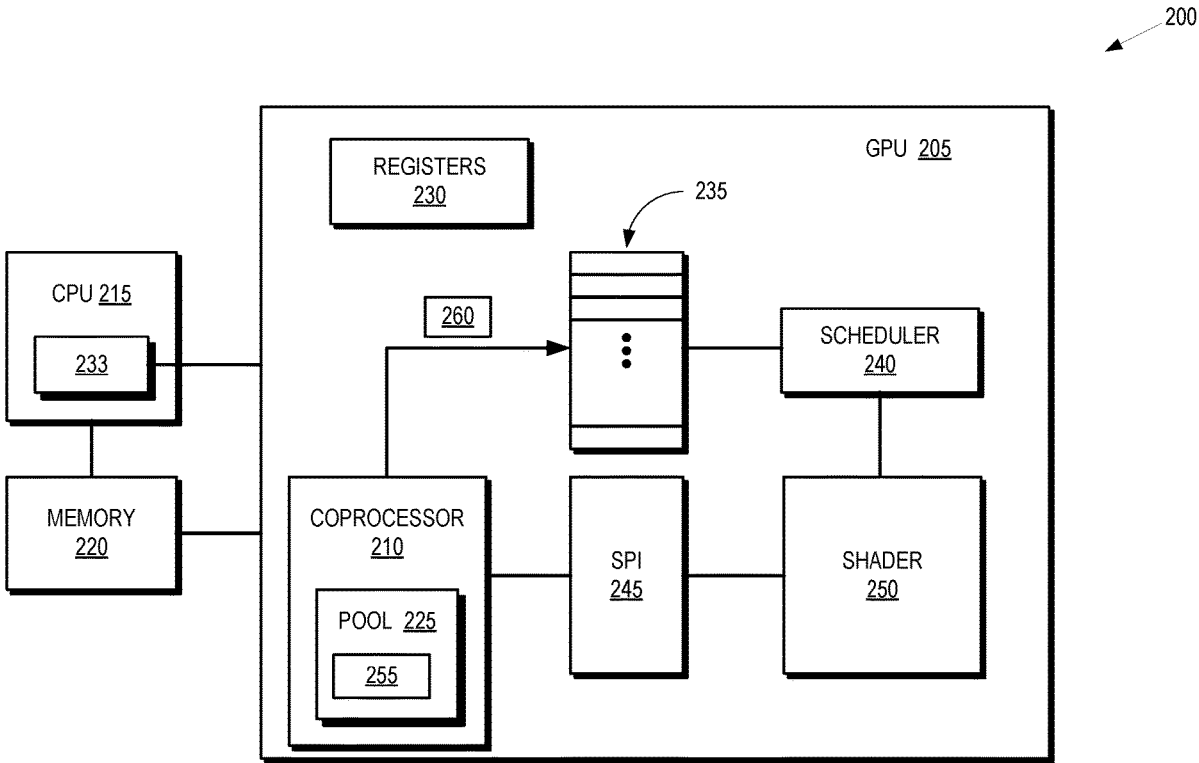 200
GPU 205
REGISTERS
230
235
CPU 215
233
260
SCHEDULER
240
MEMORY
220
COPROCESSOR
210
POOL 225
255
SPI
245
SHADER
250